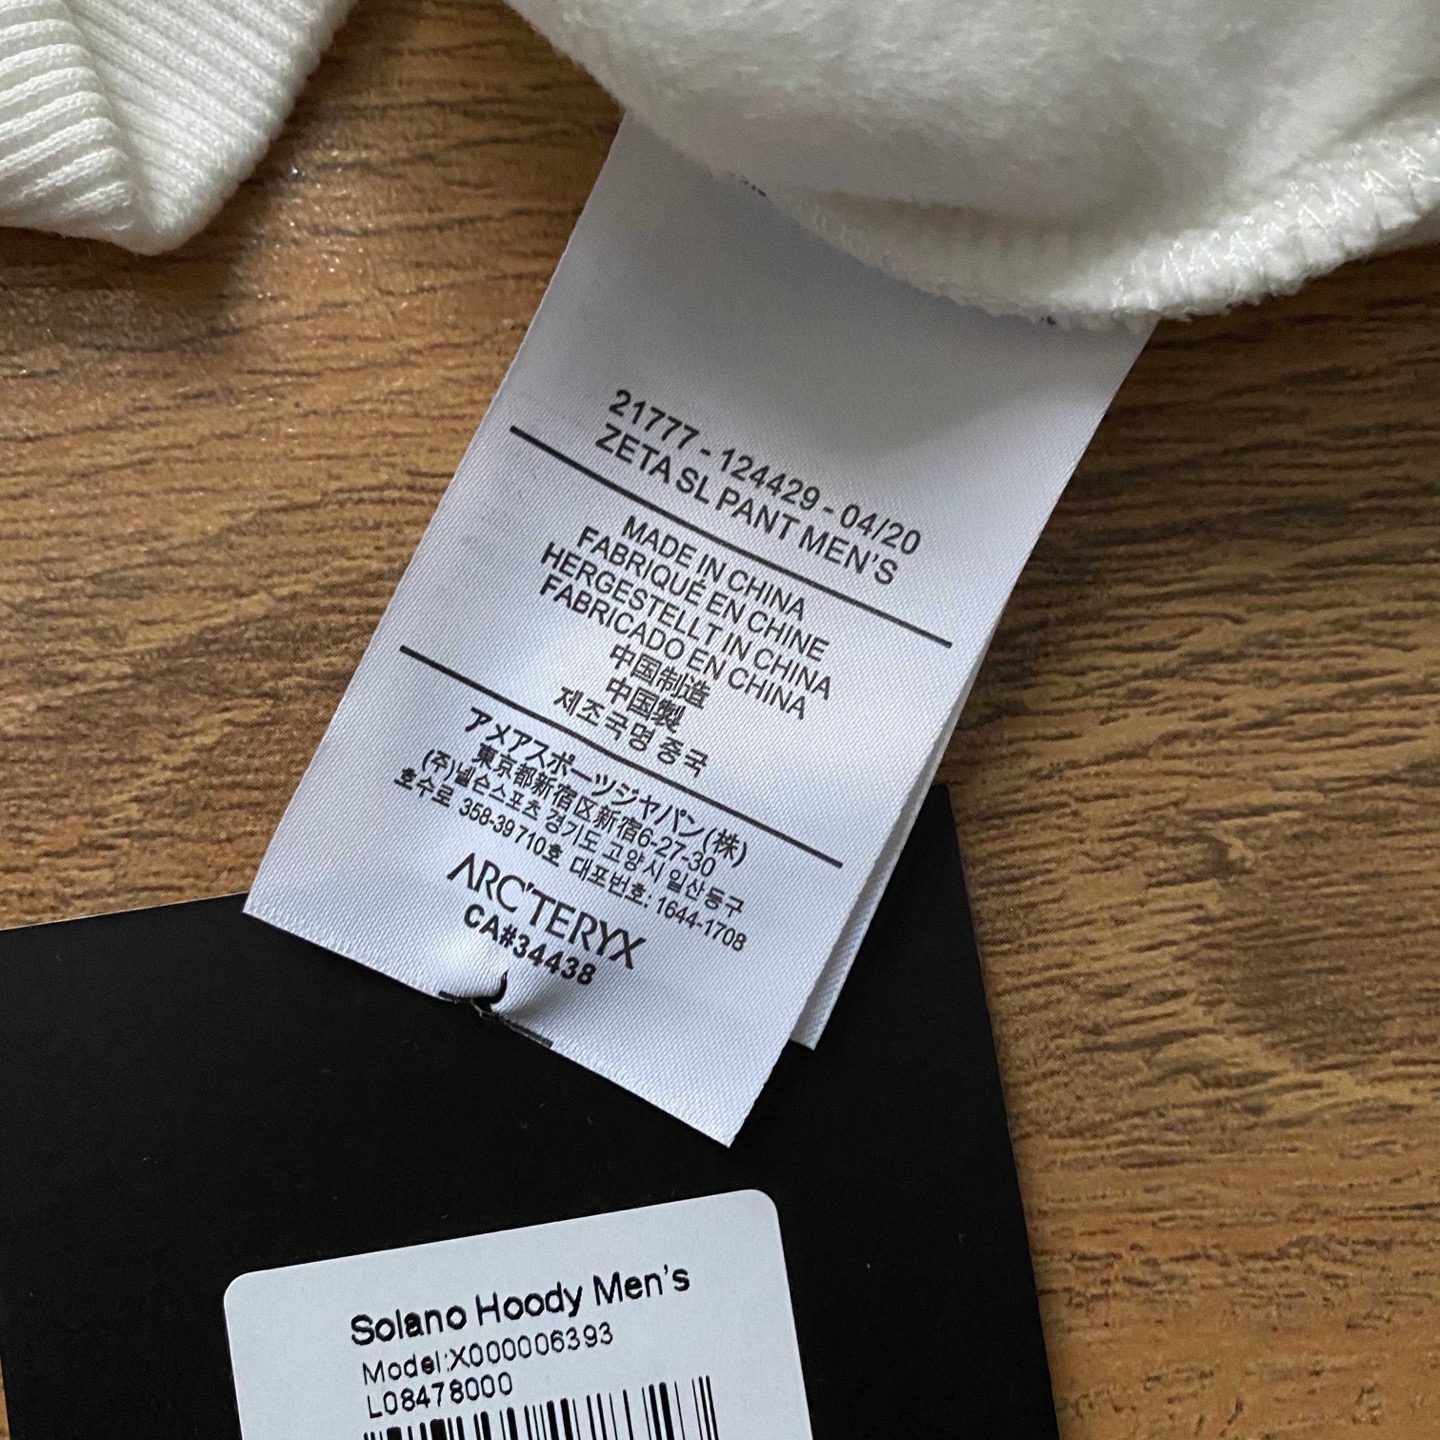 21777 - 124429 - 04/20
ZETA SL PANT MEN'S
MADE IN CHINA
FABRIQUÉ EN CHINE
HERGESTELLT IN CHINA
FABRICADO EN CHINA
中国制造
中国製
제조국명 중국
アメアスポーツジャパン(株)
東京都新宿区新宿6-27-30
(주)넬슨스포츠 경기도 고양시 일산동구
호수로 358-39 710호 대표번호: 1644-1708
ARC'TERYX
CA#34438
Solano Hoody Men's
Model:X000006393
L08478000